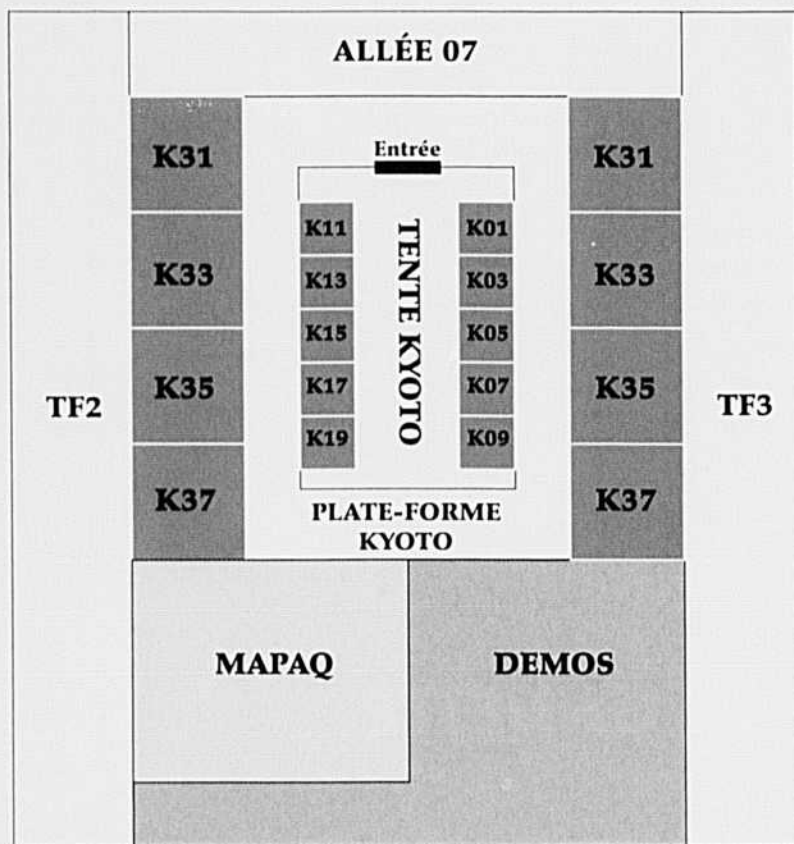 ALLÉE 07
K31
K31
Entrée
K11
TENTE KYOTO
K01
K33
K13
K03
K33
K15
K05
TF2
K35
K17
K07
K35
TF3
K19
K09
K37
PLATE-FORME
KYOTO
K37
MAPAQ
DEMOS